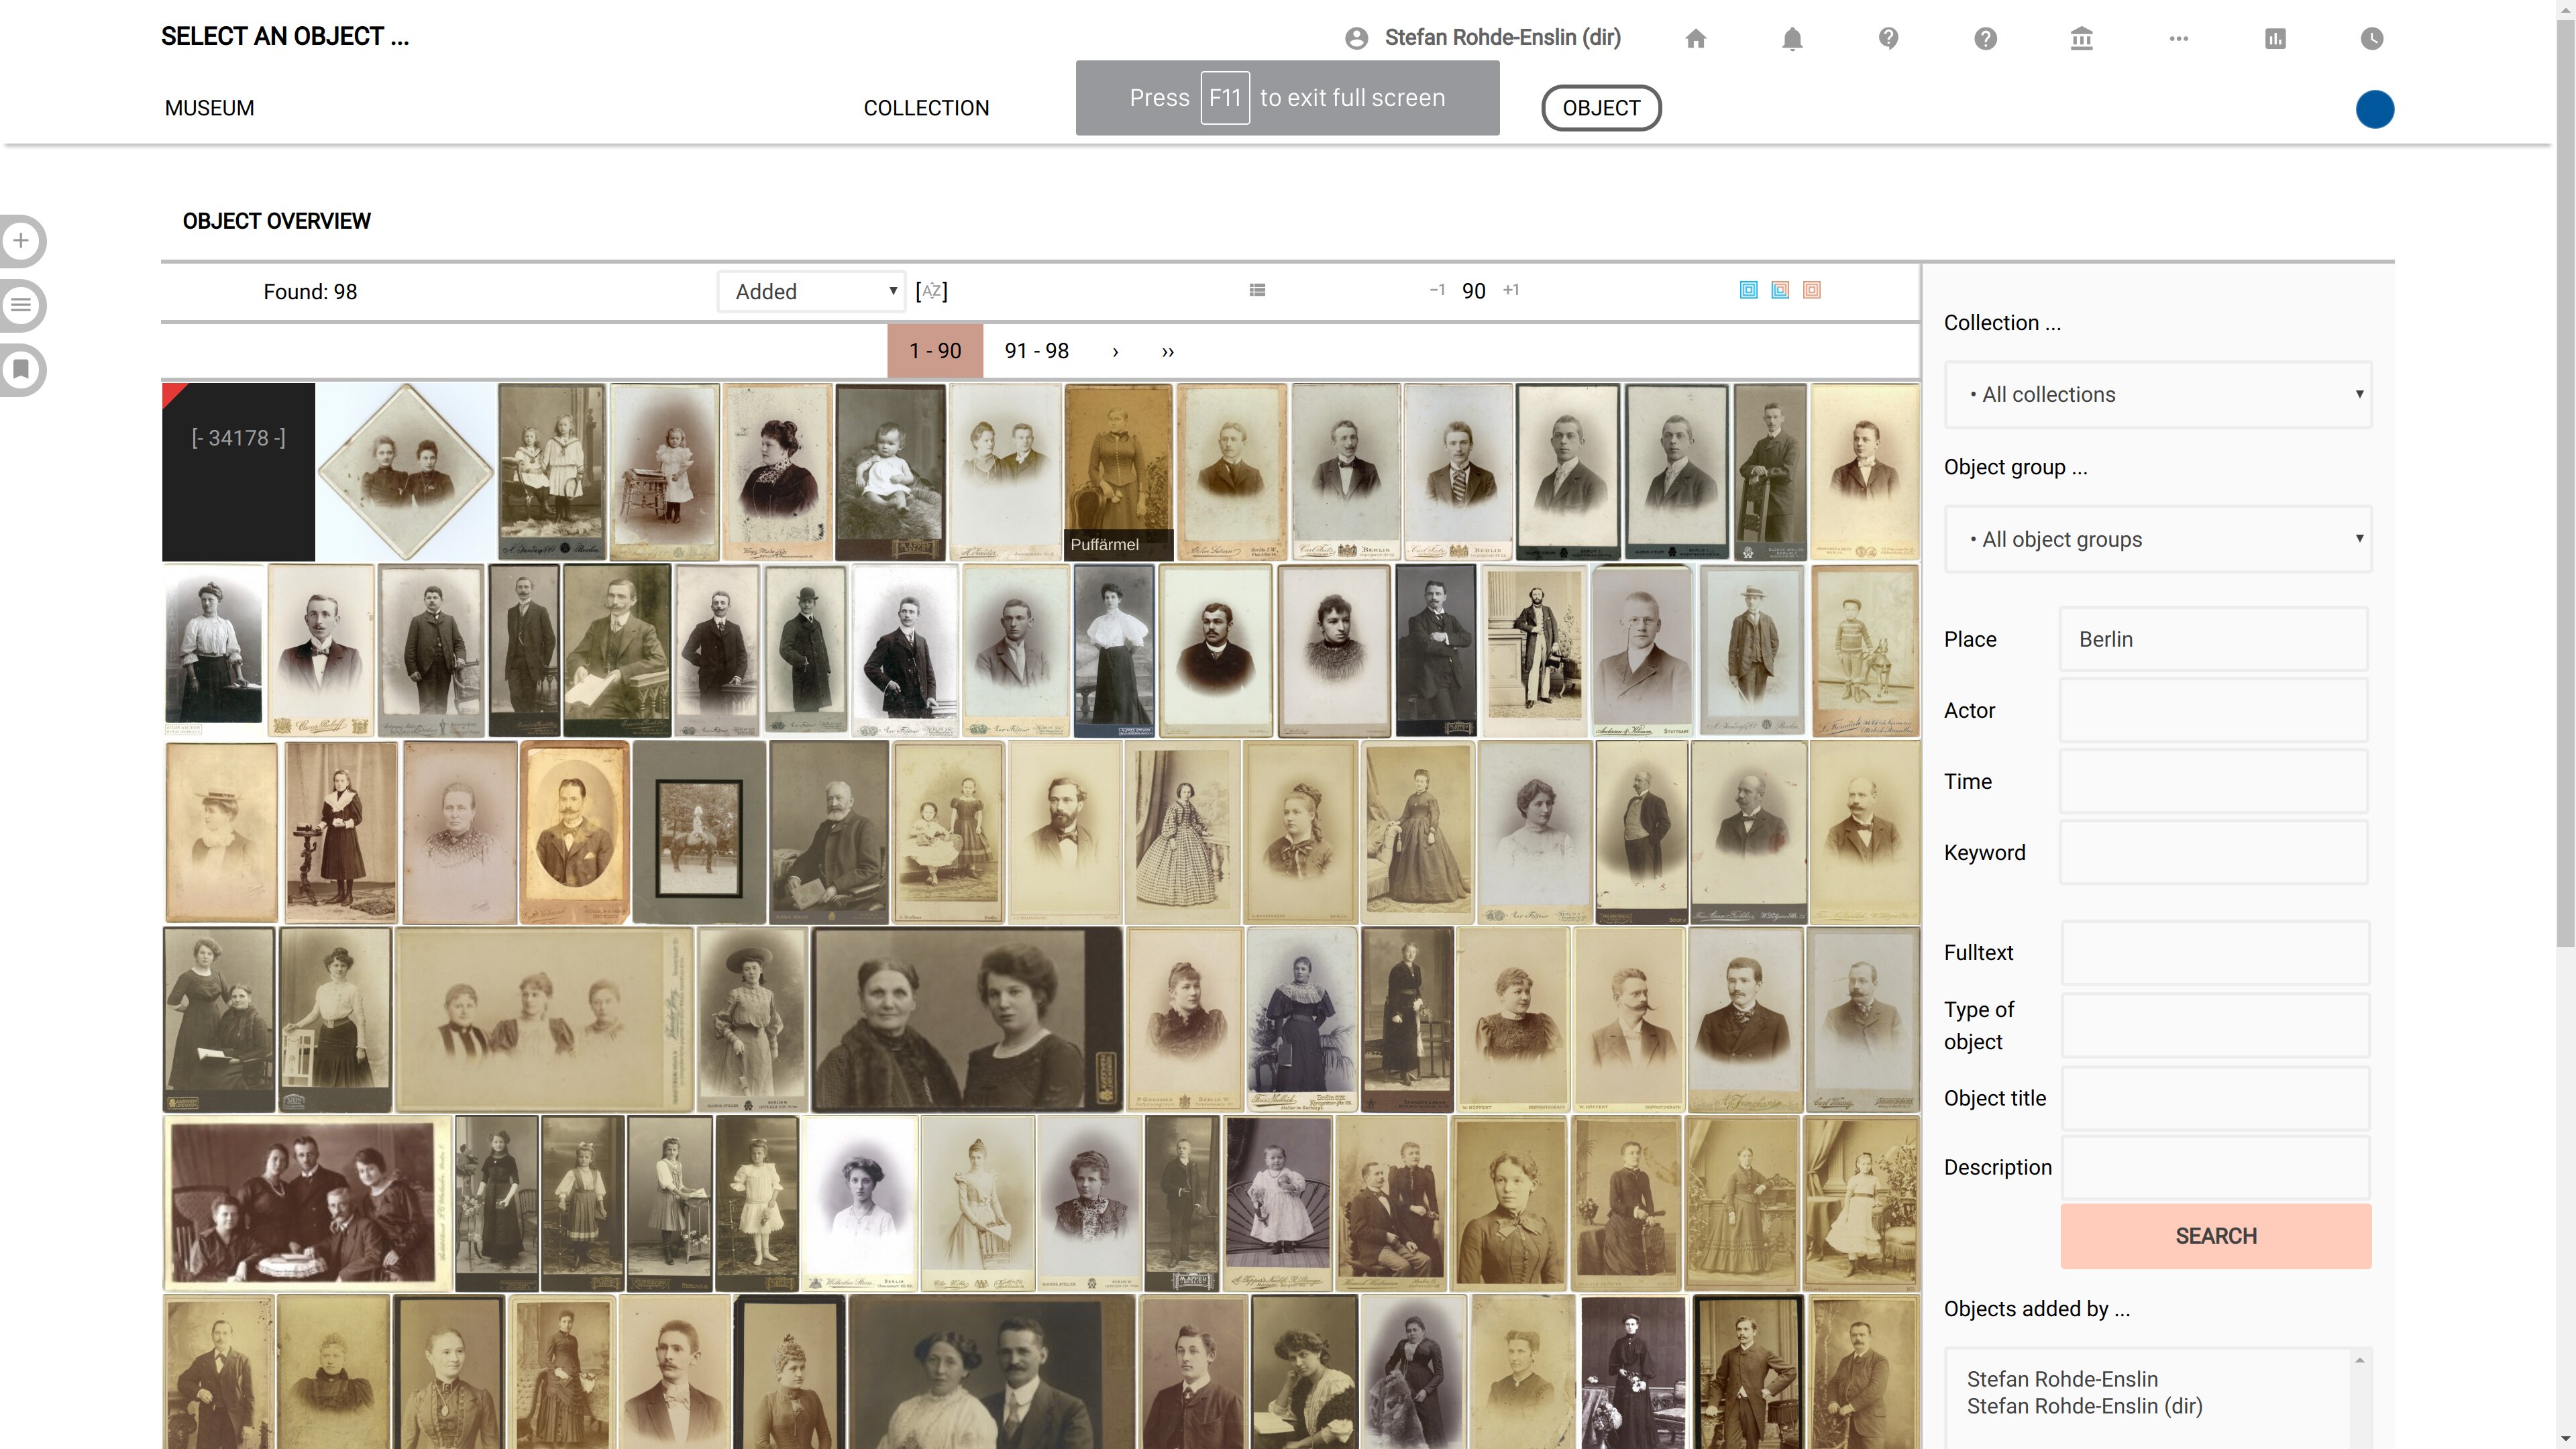 SELECT AN OBJECT ...
Stefan Rohde-Enslin (dir)
Press F11 to exit full screen
MUSEUM
COLLECTION
OBJECT
OBJECT OVERVIEW
Found: 98
Added
[AZ]
−1 90 +1
1 - 90
91 - 98
›
››
[- 34178 -]
Puffärmel
Collection ...
• All collections
Object group ...
• All object groups
Place
Berlin
Actor
Time
Keyword
Fulltext
Type of
object
Object title
Description
SEARCH
Objects added by ...
Stefan Rohde-Enslin
Stefan Rohde-Enslin (dir)